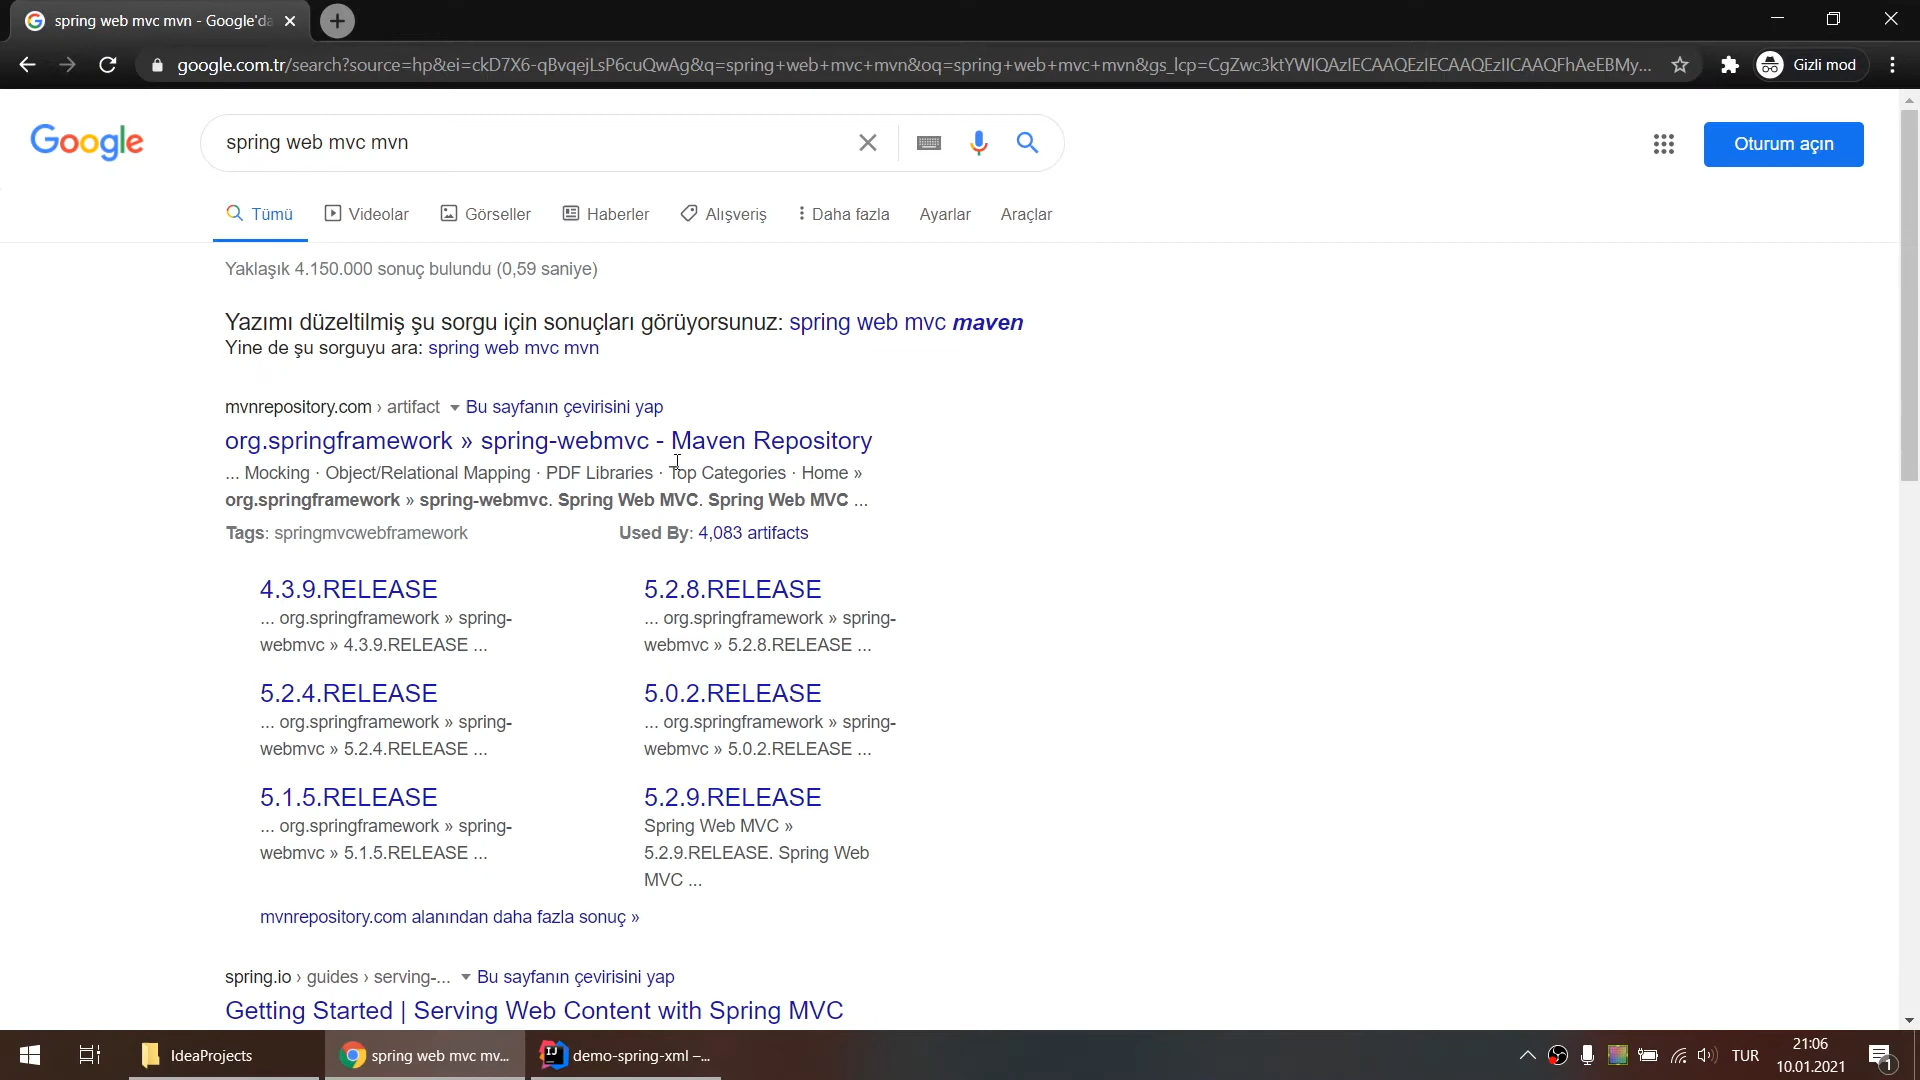 spring web mvc mvn - Google'da
google.com.tr/search?source=hp&ei=ckD7X6-qBvqejLsP6cuQwAg&q=spring+web+mvc+mvn&oq=spring+web+mvc+mvn&gs_lcp=CgZwc3ktYWIQAzIECAAQEzIECAAQEzIICAAQFhAeEBMy...
Gizli mod
Google
spring web mvc mvn
Oturum açın
Tümü
Videolar
Görseller
Haberler
Alışveriş
Daha fazla
Ayarlar
Araçlar
Yaklaşık 4.150.000 sonuç bulundu (0,59 saniye)
Yazımı düzeltilmiş şu sorgu için sonuçları görüyorsunuz: spring web mvc maven
Yine de şu sorguyu ara: spring web mvc mvn
mvnrepository.com › artifact Bu sayfanın çevirisini yap
org.springframework » spring-webmvc - Maven Repository
... Mocking · Object/Relational Mapping · PDF Libraries · Top Categories · Home »
org.springframework » spring-webmvc. Spring Web MVC. Spring Web MVC ...
Tags: springmvcwebframework
Used By: 4,083 artifacts
4.3.9.RELEASE
... org.springframework » spring-
webmvc » 4.3.9.RELEASE ...
5.2.8.RELEASE
... org.springframework » spring-
webmvc » 5.2.8.RELEASE ...
5.2.4.RELEASE
... org.springframework » spring-
webmvc » 5.2.4.RELEASE ...
5.0.2.RELEASE
... org.springframework » spring-
webmvc » 5.0.2.RELEASE ...
5.1.5.RELEASE
... org.springframework » spring-
webmvc » 5.1.5.RELEASE ...
5.2.9.RELEASE
Spring Web MVC »
5.2.9.RELEASE. Spring Web
MVC ...
mvnrepository.com alanından daha fazla sonuç »
spring.io › guides › serving-... Bu sayfanın çevirisini yap
Getting Started | Serving Web Content with Spring MVC
IdeaProjects
spring web mvc mv...
demo-spring-xml –...
TUR
21:06
10.01.2021
1